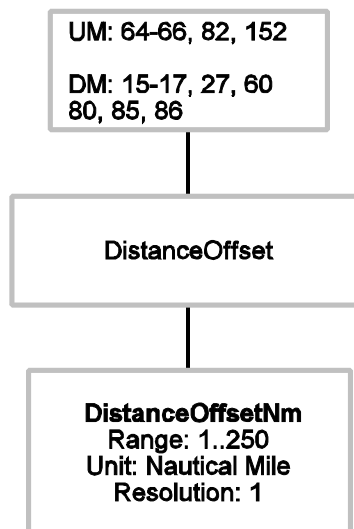 UM: 64-66, 82, 152
DM: 15-17, 27, 60
80, 85, 86
DistanceOffset
DistanceOffsetNm
Range: 1..250
Unit: Nautical Mile
Resolution: 1